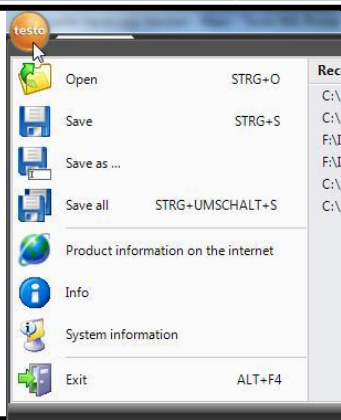 testo
Open STRG+O
Save STRG+S
Save as ...
Save all STRG+UMSCHALT+S
Product information on the internet
Info
System information
Exit ALT+F4
Rec
C:\
C:\
F:\I
F:\I
C:\
C:\